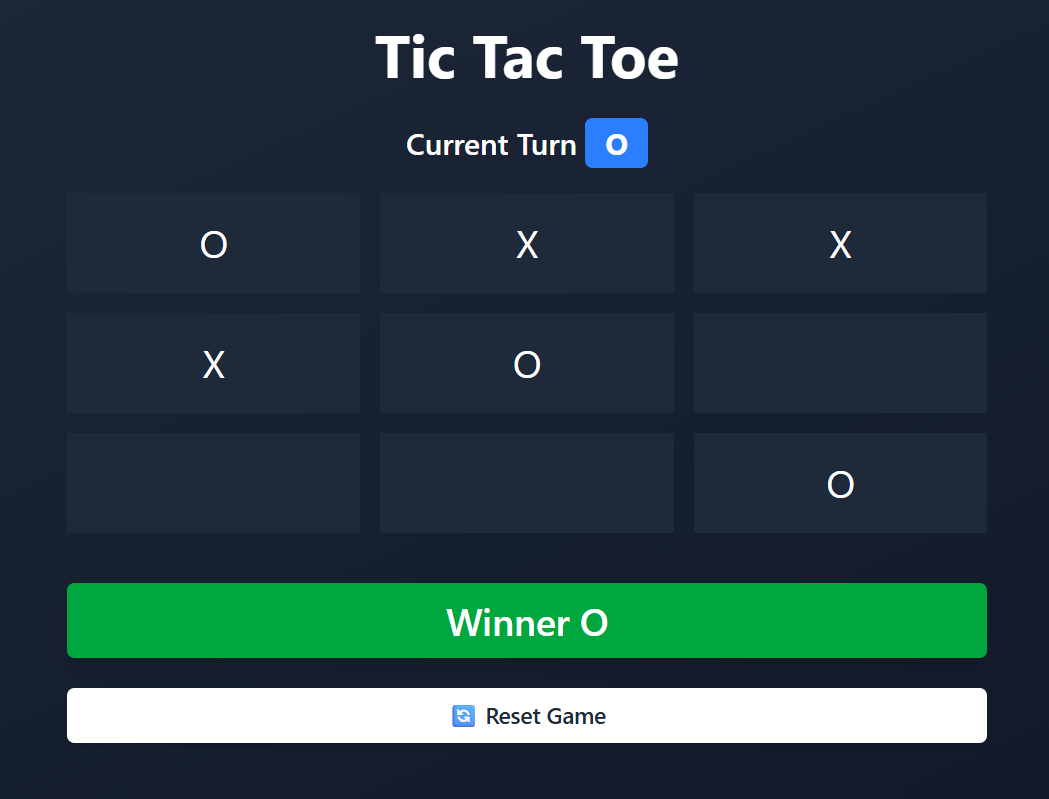 Tic Tac Toe
Current Turn O
O X X
X O
O
Winner O
Reset Game